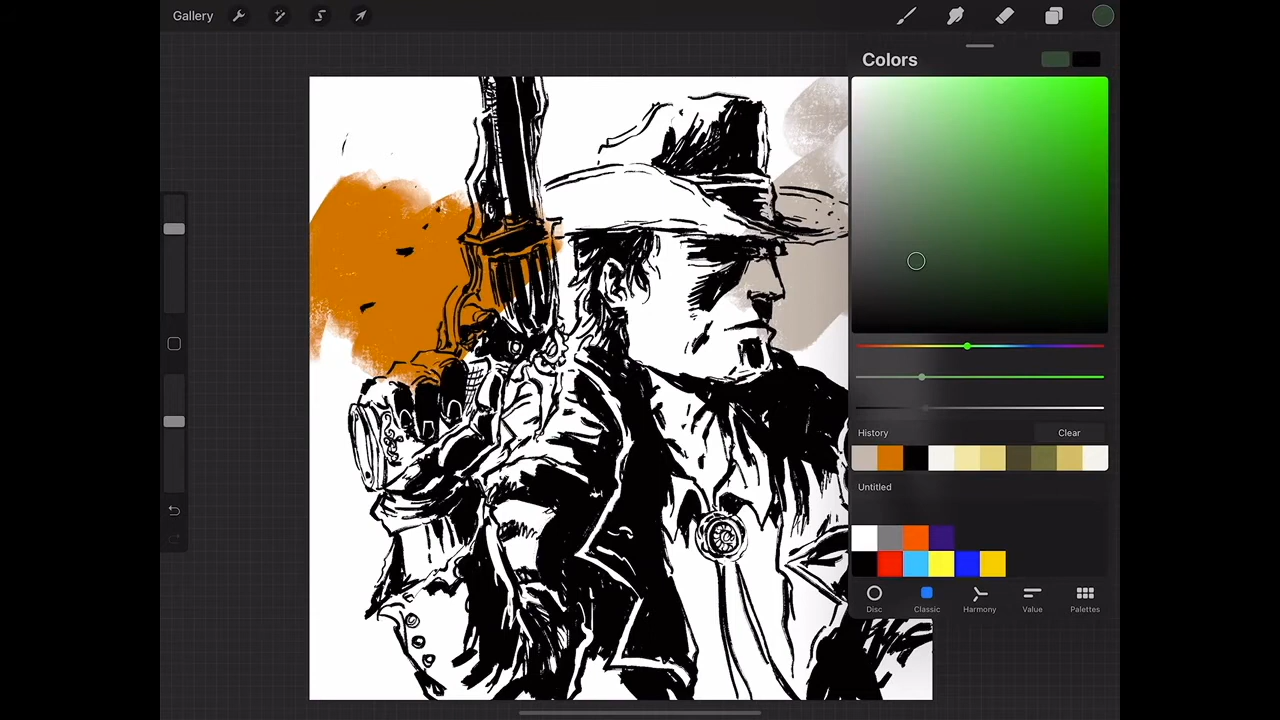 Gallery
Colors
History Clear
Untitled
Disc Classic Harmony Value Palettes